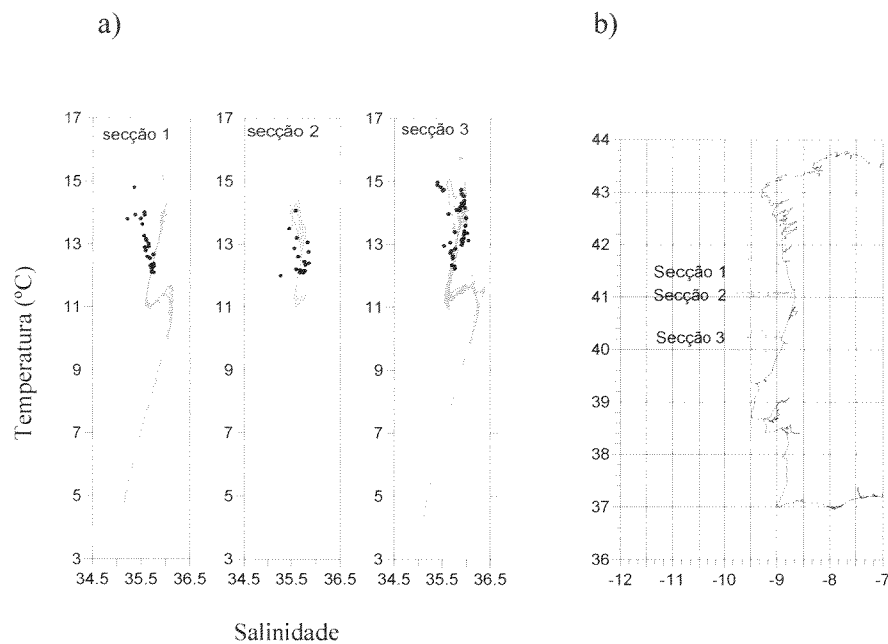 a)
b)
secção 1
secção 2
secção 3
17
15
13
11
9
7
5
3
34.5 35.5 36.5
17
15
13
11
9
7
5
3
34.5 35.5 36.5
17
15
13
11
9
7
5
3
34.5 35.5 36.5
Temperatura (ºC)
Salinidade
44
43
42
41
40
39
38
37
36
Secção 1
Secção 2
Secção 3
-12 -11 -10 -9 -8 -7